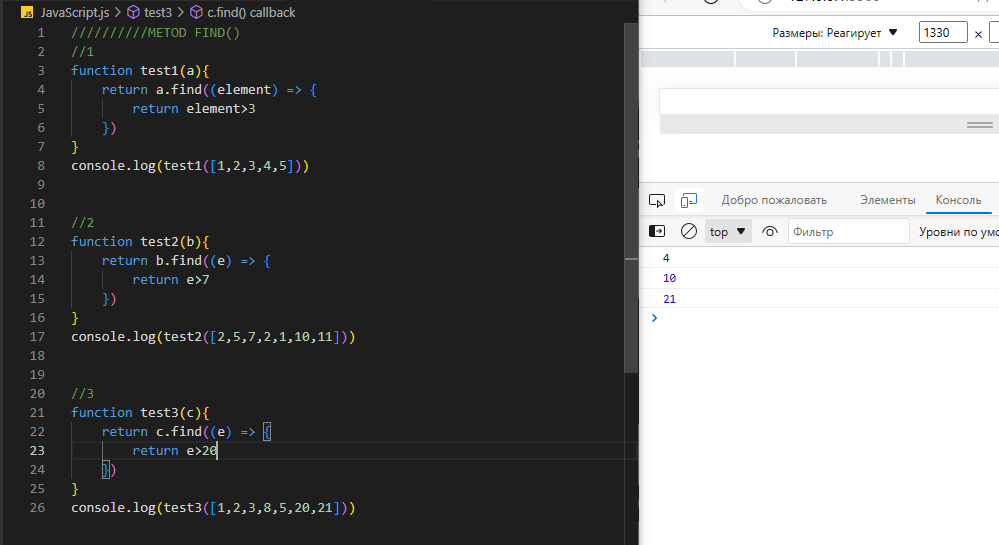 JS JavaScript.js > test3 > c.find() callback
1 //////////METOD FIND()
2 //1
3 function test1(a){
4 return a.find((element) => {
5 return element>3
6 })
7 }
8 console.log(test1([1,2,3,4,5]))
9
10
11 //2
12 function test2(b){
13 return b.find((e) => {
14 return e>7
15 })
16 }
17 console.log(test2([2,5,7,2,1,10,11]))
18
19
20 //3
21 function test3(c){
22 return c.find((e) => {
23 return e>20
24 })
25 }
26 console.log(test3([1,2,3,8,5,20,21]))
Размеры: Реагирует ▼ 1330 ×
Добро пожаловать Элементы Консоль
top ▼ Фильтр Уровни по умо
4
10
21
>